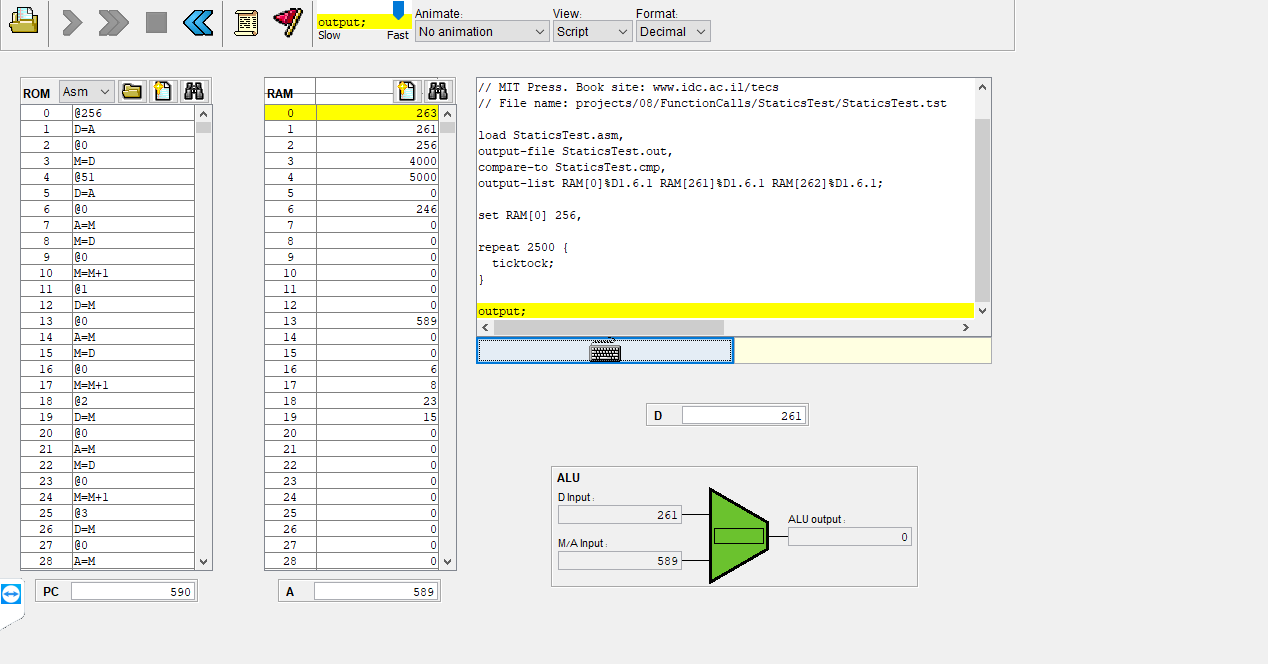 output;
Slow Fast
Animate:
No animation
View:
Script
Format:
Decimal
ROM Asm
0 @256
1 D=A
2 @0
3 M=D
4 @51
5 D=A
6 @0
7 A=M
8 M=D
9 @0
10 M=M+1
11 @1
12 D=M
13 @0
14 A=M
15 M=D
16 @0
17 M=M+1
18 @2
19 D=M
20 @0
21 A=M
22 M=D
23 @0
24 M=M+1
25 @3
26 D=M
27 @0
28 A=M
PC 590
RAM
0 263
1 261
2 256
3 4000
4 5000
5 0
6 246
7 0
8 0
9 0
10 0
11 0
12 0
13 589
14 0
15 0
16 6
17 8
18 23
19 15
20 0
21 0
22 0
23 0
24 0
25 0
26 0
27 0
28 0
A 589
// MIT Press. Book site: www.idc.ac.il/tecs
// File name: projects/08/FunctionCalls/StaticsTest/StaticsTest.tst
load StaticsTest.asm,
output-file StaticsTest.out,
compare-to StaticsTest.cmp,
output-list RAM[0]%D1.6.1 RAM[261]%D1.6.1 RAM[262]%D1.6.1;
set RAM[0] 256,
repeat 2500 {
ticktock;
}
output;
D 261
ALU
D Input :
261
M/A Input :
589
ALU output :
0